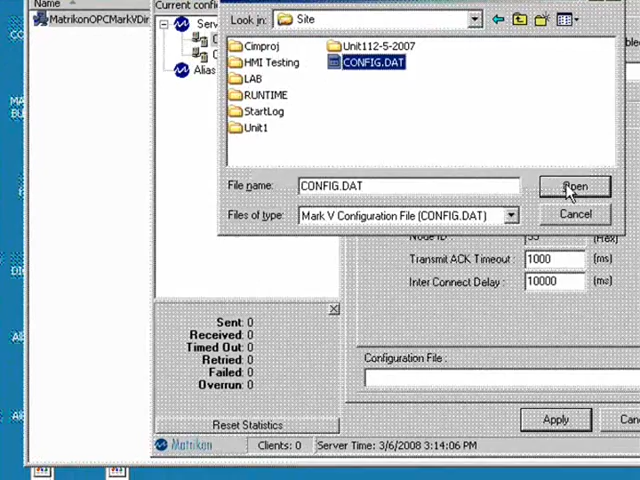 Name
Current confi
Look in: Site
MatrikonOPCMarkVDir
Serv
Alias
Cimproj
Unit112-5-2007
HMI Testing
CONFIG.DAT
LAB
RUNTIME
StartLog
Unit1
File name: CONFIG.DAT
Open
Files of type: Mark V Configuration File (CONFIG.DAT)
Cancel
(Hex)
Transmit ACK Timeout : 1000 (ms)
Inter Connect Delay : 10000 (ms)
Sent: 0
Received: 0
Timed Out: 0
Retried: 0
Failed: 0
Overrun: 0
Configuration File :
Reset Statistics
Apply
Can
Matrikon
Clients: 0
Server Time: 3/6/2008 3:14:06 PM